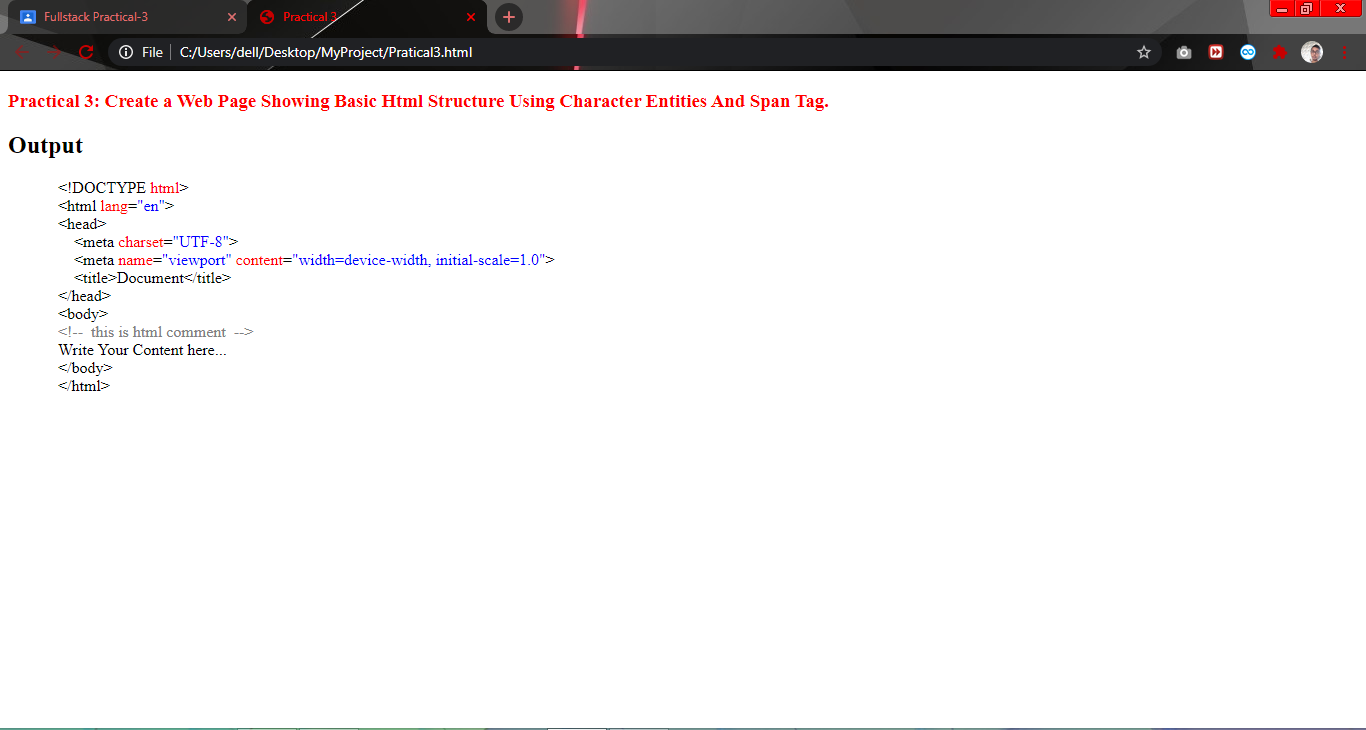 Fullstack Practical-3
Practical 3
File C:/Users/dell/Desktop/MyProject/Pratical3.html
Practical 3: Create a Web Page Showing Basic Html Structure Using Character Entities And Span Tag.
Output
<!DOCTYPE html>
<html lang="en">
<head>
    <meta charset="UTF-8">
    <meta name="viewport" content="width=device-width, initial-scale=1.0">
    <title>Document</title>
</head>
<body>
<!--  this is html comment  -->
Write Your Content here...
</body>
</html>